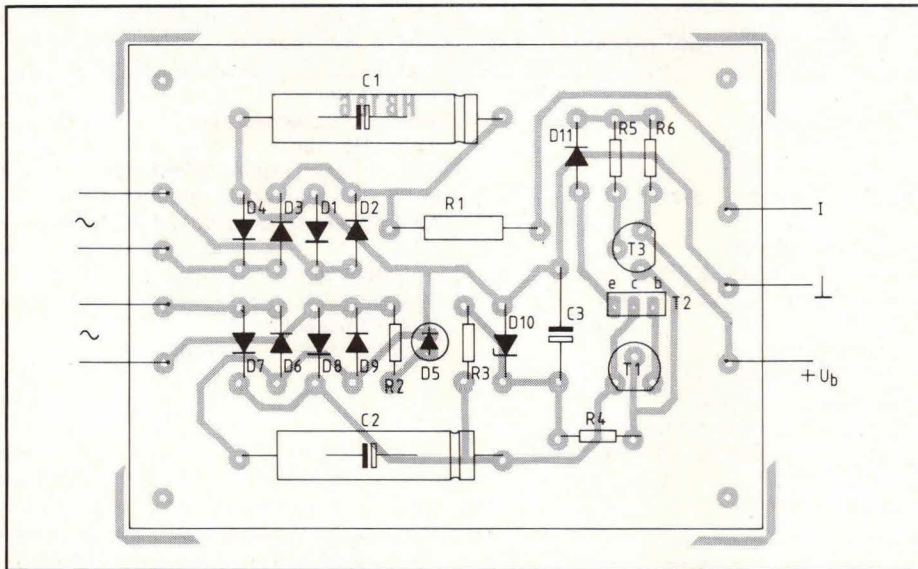 C1
D11
R5
R6
D4
D3
D1
D2
R1
I
~
T3
e
c
b
T2
⊥
~
D10
C3
D7
D6
D8
D9
R2
D5
R3
T1
+Ub
C2
R4